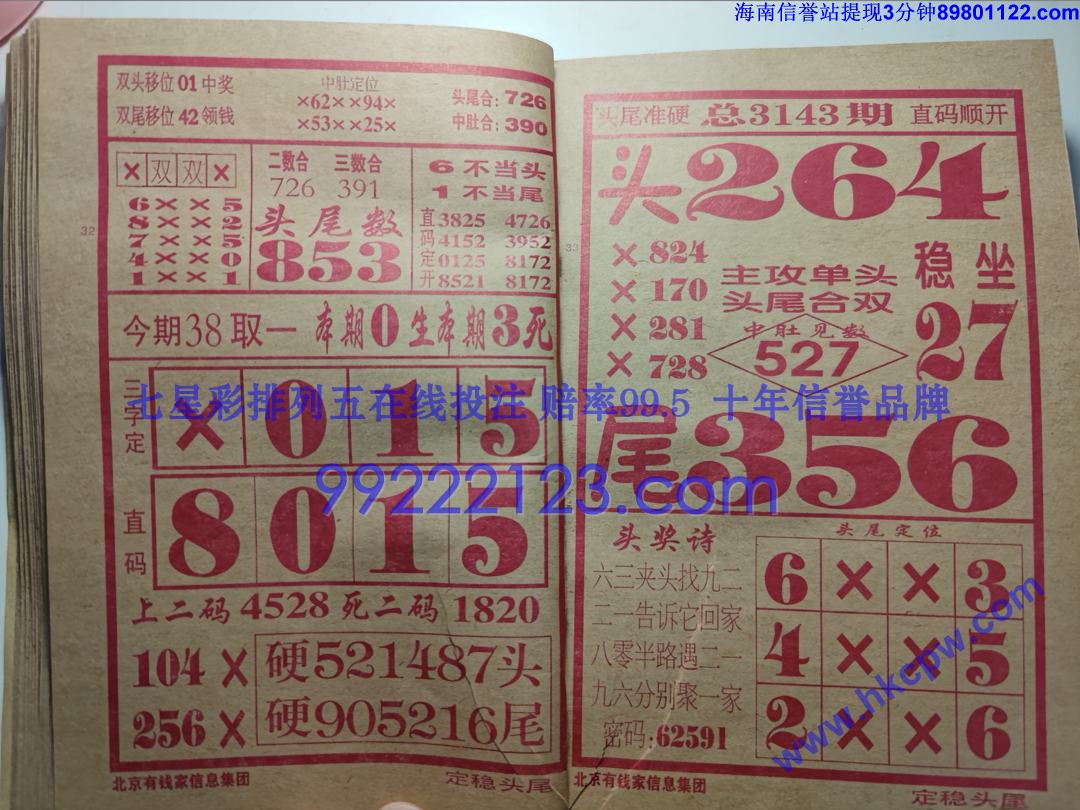 海南信誉站提现3分钟89801122.com
双头移位01中奖
双尾移位42领钱
中肚定位
×62××94×
×53××25×
头尾合:726
中肚合:390
×双双×
6××5
8××2
7××5
4××0
1××1
二数合 三数合
726 391
头尾数
853
6不当头
1不当尾
直码定开
3825 4726
4152 3952
0125 8172
8521 8172
32
今期38取一 本期0生本期3死
三字定
×015
直码
8015
上二码4528死二码1820
104×
256×
硬521487头
硬905216尾
北京有钱家信息集团
定稳头尾
头尾准硬 总3143期 直码顺开
头264
×824
×170
×281
×728
33
主攻单头
头尾合双
中肚见数
527
稳坐
27
尾356
头奖诗
六三夹头找九二
二一告诉它回家
八零半路遇二一
九六分别聚一家
密码:62591
头尾定位
6××3
4××5
2××6
北京有钱家信息集团
定稳头尾
七星彩排列五在线投注 赔率99.5 十年信誉品牌
99222123.com
www.hkcpw.com